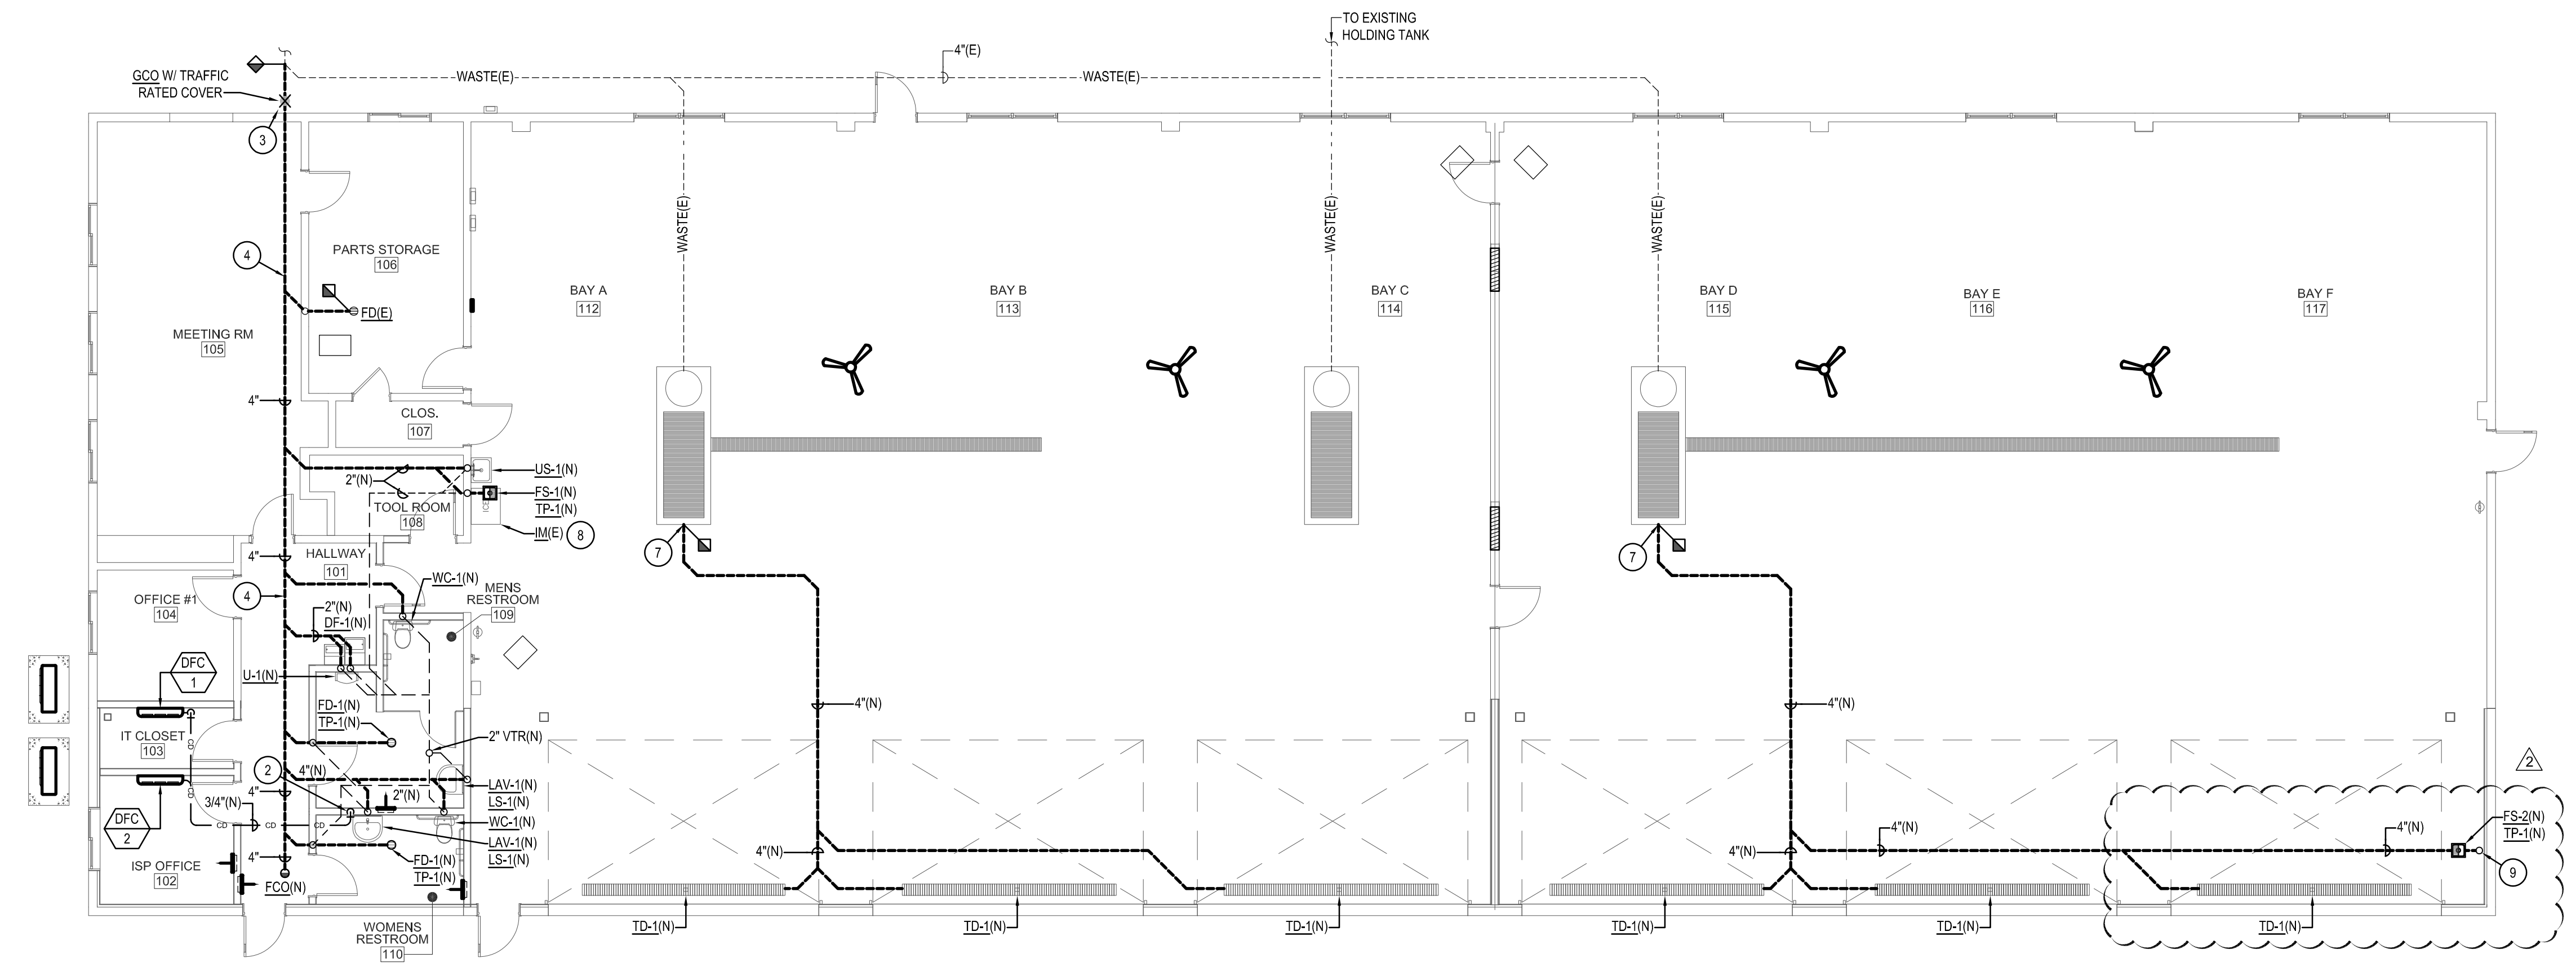 TO EXISTING
HOLDING TANK
4"(E)
WASTE(E)
WASTE(E)
GCO W/ TRAFFIC
RATED COVER
3
WASTE(E)
WASTE(E)
WASTE(E)
4
PARTS STORAGE
106
BAY A
112
BAY B
113
BAY C
114
BAY D
115
BAY E
116
BAY F
117
FD(E)
MEETING RM
105
4"
CLOS.
107
US-1(N)
2"(N)
FS-1(N)
TP-1(N)
ICE
TOOL ROOM
108
IM(E)
8
7
7
4"
HALLWAY
101
WC-1(N)
MENS
RESTROOM
109
OFFICE #1
104
4
2"(N)
DF-1(N)
DFC
1
U-1(N)
FD-1(N)
TP-1(N)
4"(N)
4"(N)
IT CLOSET
103
CD
2" VTR(N)
2
4"(N)
LAV-1(N)
LS-1(N)
2"(N)
4"
3/4"(N)
CD
DFC
2
CD
CD
CD
WC-1(N)
LAV-1(N)
LS-1(N)
2
FS-2(N)
TP-1(N)
4"(N)
4"(N)
4"(N)
4"(N)
9
4"
ISP OFFICE
102
FD-1(N)
TP-1(N)
FCO(N)
WOMENS
RESTROOM
110
TD-1(N)
TD-1(N)
TD-1(N)
TD-1(N)
TD-1(N)
TD-1(N)